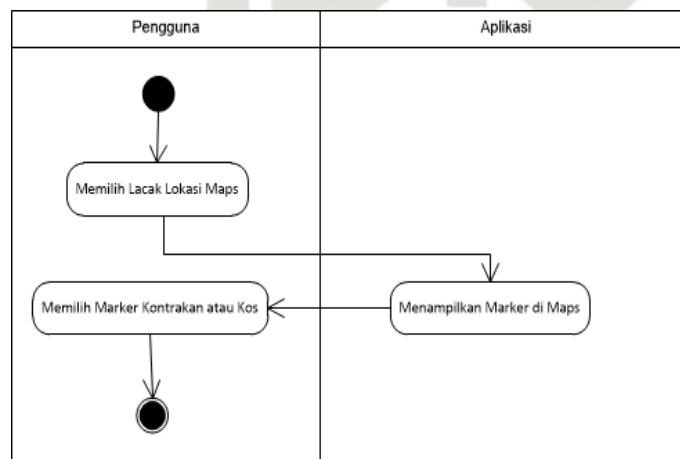 Pengguna
Aplikasi
Memilih Lacak Lokasi Maps
Memilih Marker Kontrakan atau Kos
Menampilkan Marker di Maps